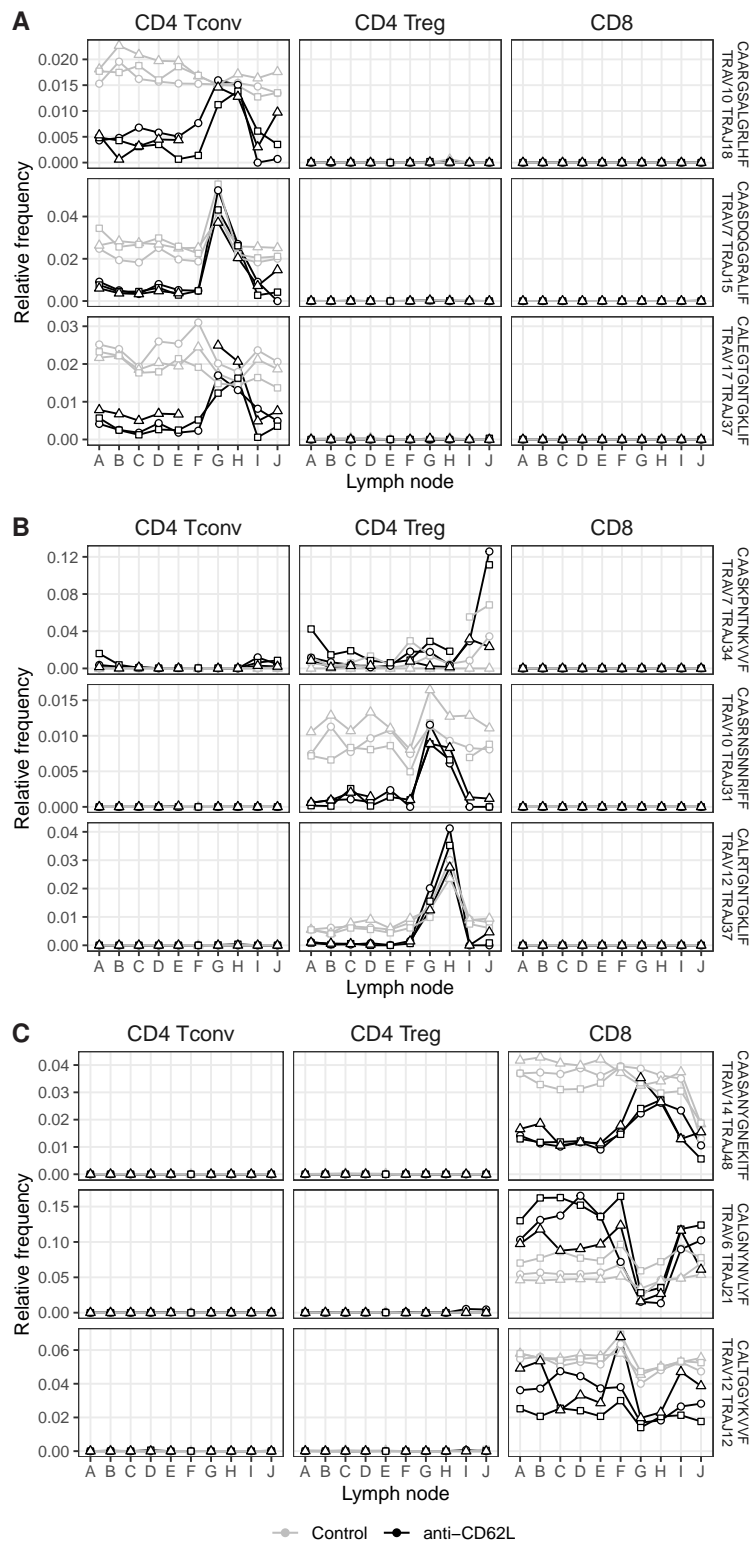 A
CD4 Tconv CD4 Treg CD8
Relative frequency
0.020
0.015
0.010
0.005
0.000
CAARGSALGRLHF
TRAV10 TRAJ18
0.04
0.02
0.00
CAASDQGGRALIF
TRAV7 TRAJ15
0.03
0.02
0.01
0.00
CALEGTGNTGKLIF
TRAV17 TRAJ37
A B C D E F G H I J A B C D E F G H I J A B C D E F G H I J
Lymph node
B
CD4 Tconv CD4 Treg CD8
Relative frequency
0.12
0.08
0.04
0.00
CAASKPNTNKVVF
TRAV7 TRAJ34
0.015
0.010
0.005
0.000
CAASRNSNNRIFF
TRAV10 TRAJ31
0.04
0.03
0.02
0.01
0.00
CALRTGNTGKLIF
TRAV12 TRAJ37
A B C D E F G H I J A B C D E F G H I J A B C D E F G H I J
Lymph node
C
CD4 Tconv CD4 Treg CD8
Relative frequency
0.04
0.03
0.02
0.01
0.00
CAASANYGNEKITF
TRAV14 TRAJ48
0.15
0.10
0.05
0.00
CALGNYNVLYF
TRAV6 TRAJ21
0.06
0.04
0.02
0.00
CALTGGYKVVF
TRAV12 TRAJ12
A B C D E F G H I J A B C D E F G H I J A B C D E F G H I J
Lymph node
Control anti−CD62L